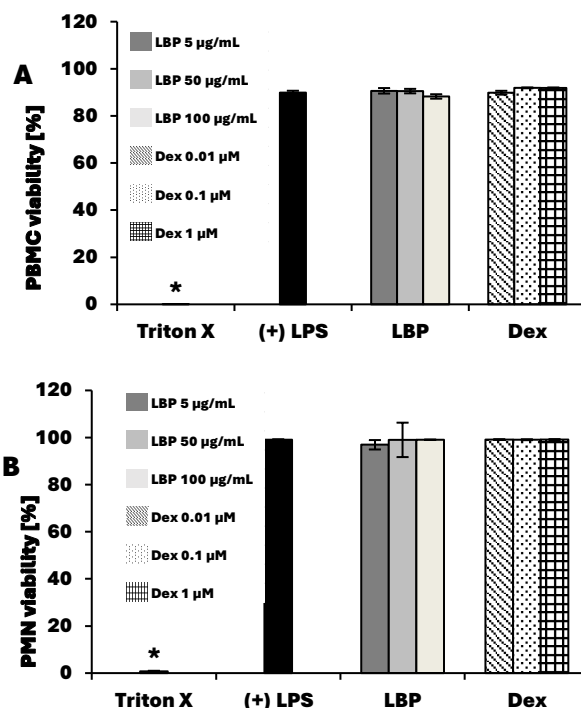 A
PBMC viability [%]
120
100
80
60
40
20
0
LBP 5 µg/mL
LBP 50 µg/mL
LBP 100 µg/mL
Dex 0.01 µM
Dex 0.1 µM
Dex 1 µM
*
Triton X (+) LPS LBP Dex
B
PMN viability [%]
120
100
80
60
40
20
0
LBP 5 µg/mL
LBP 50 µg/mL
LBP 100 µg/mL
Dex 0.01 µM
Dex 0.1 µM
Dex 1 µM
*
Triton X (+) LPS LBP Dex